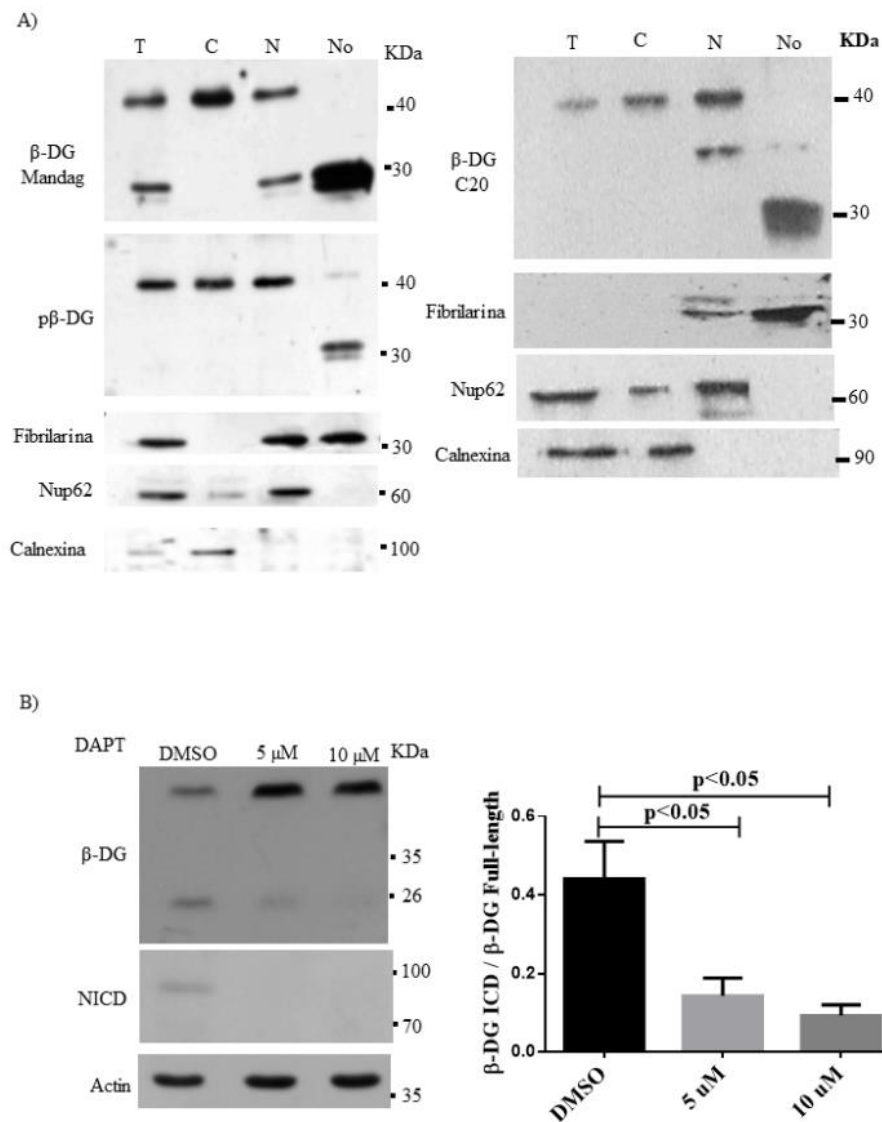 A)
T C N No KDa
β-DG
Mandag
40
30
pβ-DG
40
30
Fibrilarina
30
Nup62
60
Calnexina
100
T C N No KDa
β-DG
C20
40
30
Fibrilarina
30
Nup62
60
Calnexina
90
B)
DAPT DMSO 5 µM 10 µM KDa
β-DG
35
26
NICD
100
70
Actin
35
β-DG ICD / β-DG Full-length
p<0.05
p<0.05
0.6
0.4
0.2
0.0
DMSO
5 uM
10 uM